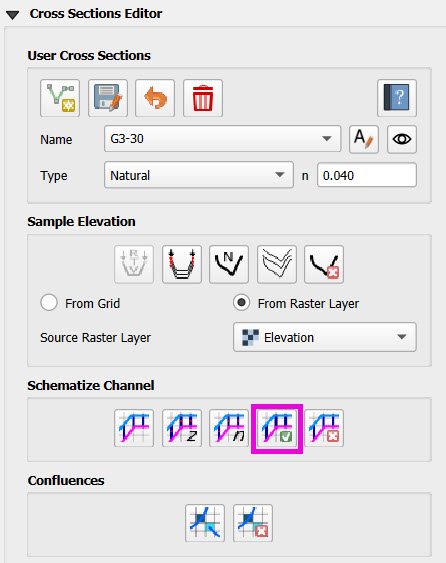 Cross Sections Editor
User Cross Sections
?
Name G3-30 A
Type Natural n 0.040
Sample Elevation
R T V N
From Grid From Raster Layer
Source Raster Layer Elevation
Schematize Channel
z n
Confluences